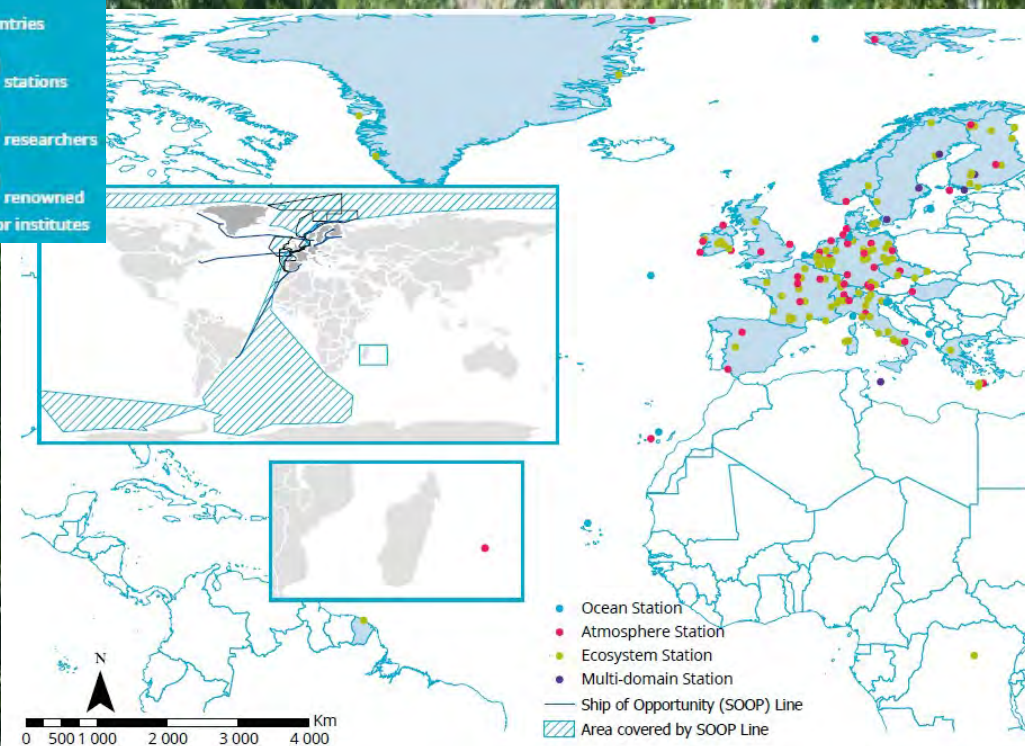 ntries
stations
researchers
renowned
or institutes
Ocean Station
Atmosphere Station
Ecosystem Station
Multi-domain Station
Ship of Opportunity (SOOP) Line
Area covered by SOOP Line
N
Km
0 500 1 000 2 000 3 000 4 000